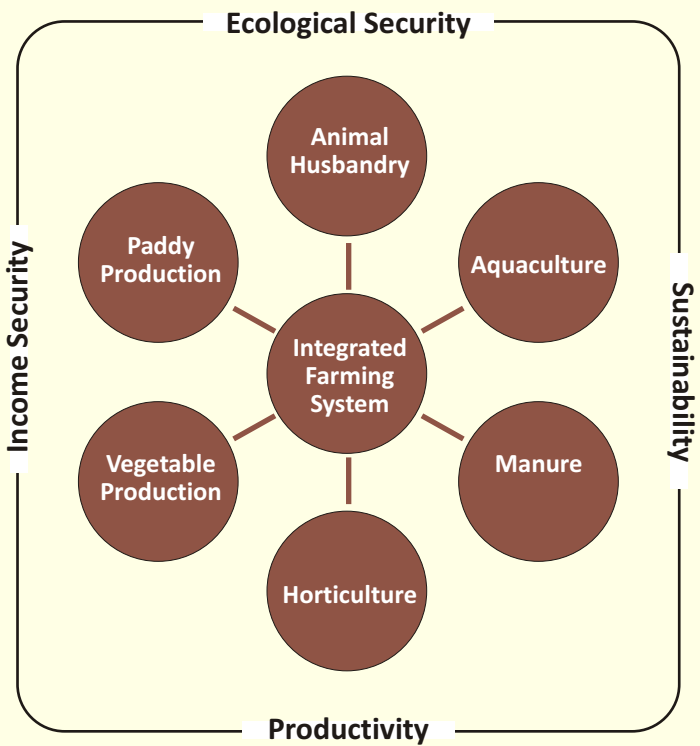 Ecological Security
Animal
Husbandry
Paddy
Production
Aquaculture
Income Security
Integrated
Farming
System
Sustainability
Vegetable
Production
Manure
Horticulture
Productivity